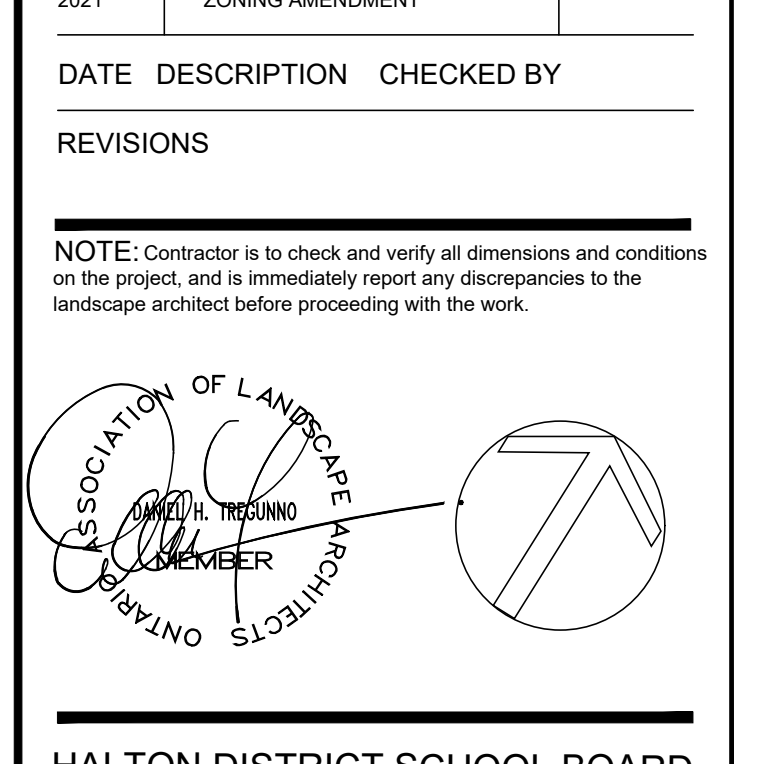 2021 ZONING AMENDMENT
DATE DESCRIPTION CHECKED BY
REVISIONS
NOTE: Contractor is to check and verify all dimensions and conditions
on the project, and is immediately report any discrepancies to the
landscape architect before proceeding with the work.
ONTARIO ASSOCIATION OF LANDSCAPE ARCHITECTS
DANIEL H. TREGUNNO
MEMBER
HALTON DISTRICT SCHOOL BOARD